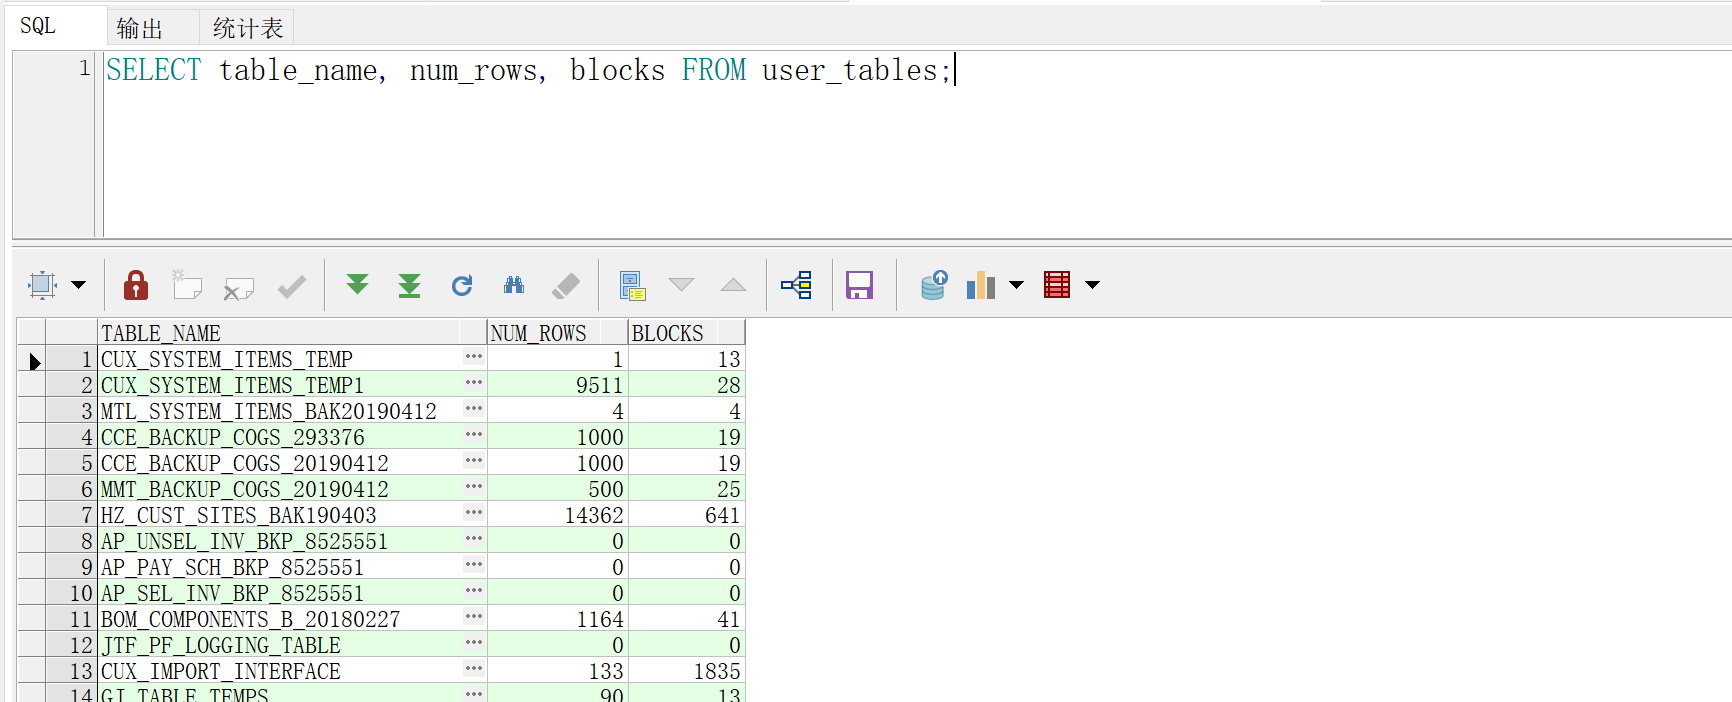 SQL 输出 统计表
1 SELECT table_name, num_rows, blocks FROM user_tables;
TABLE_NAME NUM_ROWS BLOCKS
1 CUX_SYSTEM_ITEMS_TEMP ··· 1 13
2 CUX_SYSTEM_ITEMS_TEMP1 ··· 9511 28
3 MTL_SYSTEM_ITEMS_BAK20190412 ··· 4 4
4 CCE_BACKUP_COGS_293376 ··· 1000 19
5 CCE_BACKUP_COGS_20190412 ··· 1000 19
6 MMT_BACKUP_COGS_20190412 ··· 500 25
7 HZ_CUST_SITES_BAK190403 ··· 14362 641
8 AP_UNSEL_INV_BKP_8525551 ··· 0 0
9 AP_PAY_SCH_BKP_8525551 ··· 0 0
10 AP_SEL_INV_BKP_8525551 ··· 0 0
11 BOM_COMPONENTS_B_20180227 ··· 1164 41
12 JTF_PF_LOGGING_TABLE ··· 0 0
13 CUX_IMPORT_INTERFACE ··· 133 1835
14 ··· 90 13